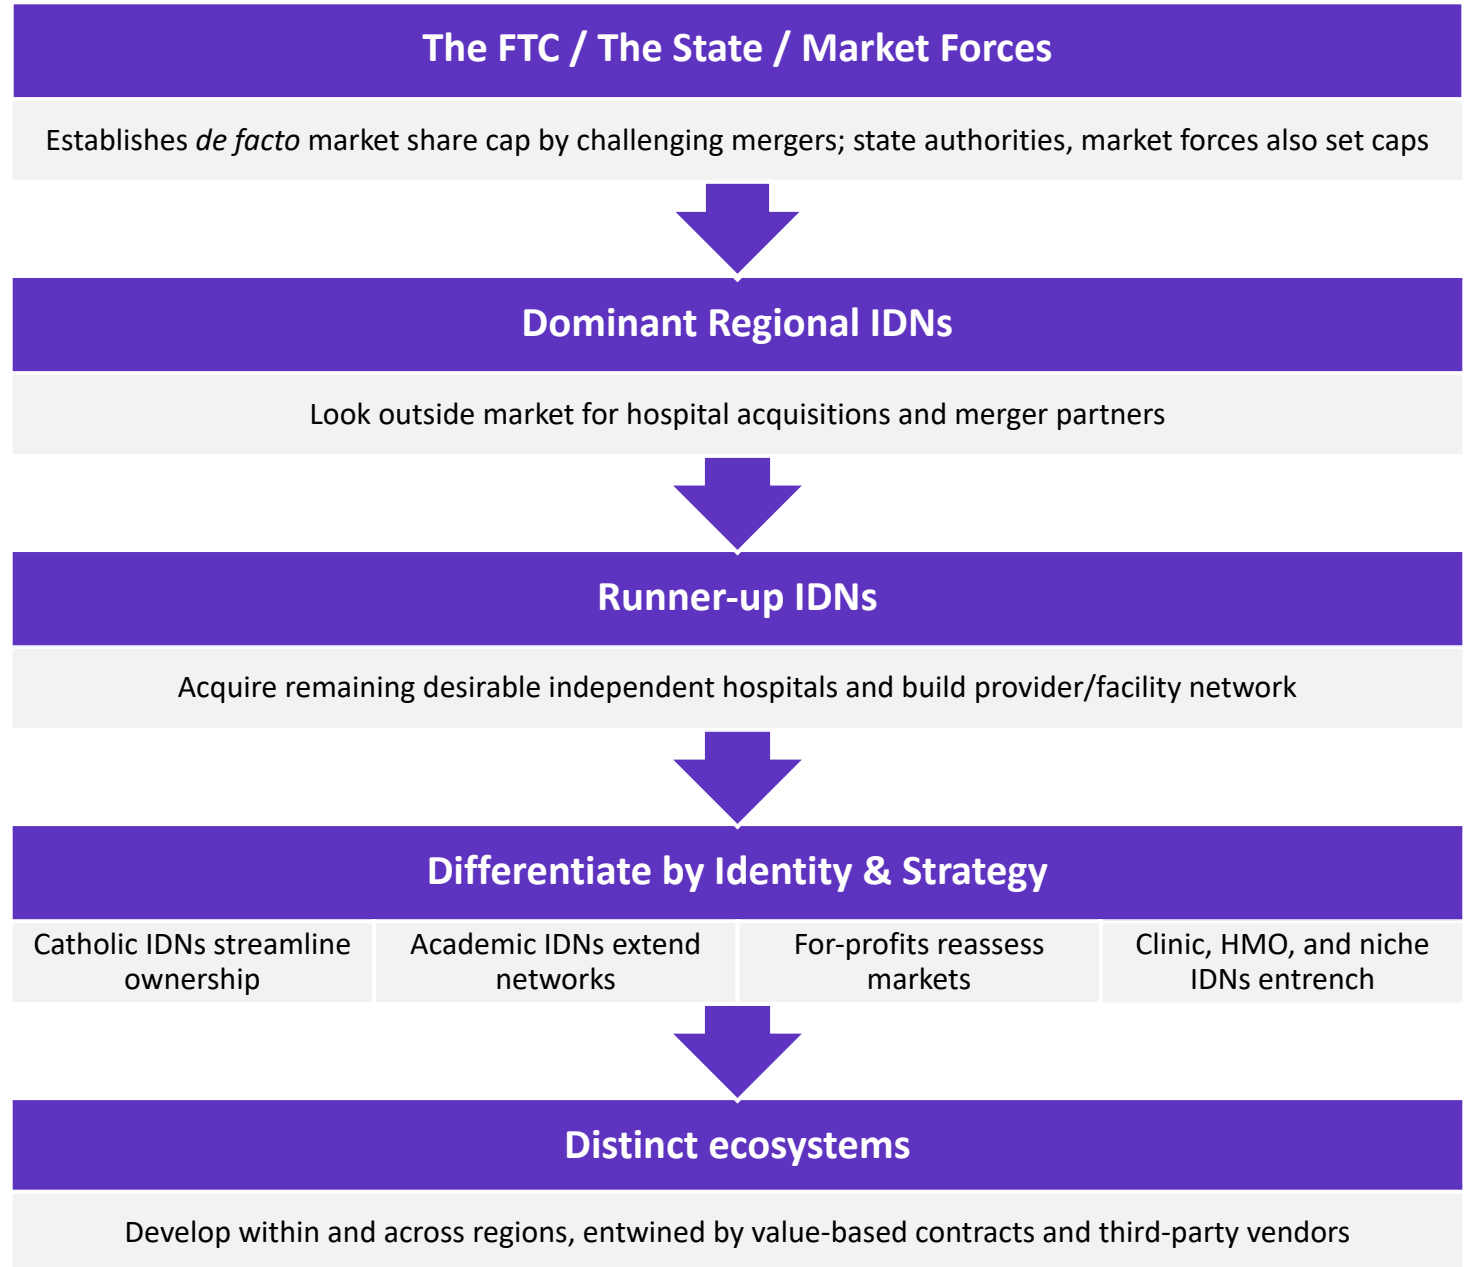 The FTC / The State / Market Forces
Establishes de facto market share cap by challenging mergers; state authorities, market forces also set caps
Dominant Regional IDNs
Look outside market for hospital acquisitions and merger partners
Runner-up IDNs
Acquire remaining desirable independent hospitals and build provider/facility network
Differentiate by Identity & Strategy
Catholic IDNs streamline
ownership
Academic IDNs extend
networks
For-profits reassess
markets
Clinic, HMO, and niche
IDNs entrench
Distinct ecosystems
Develop within and across regions, entwined by value-based contracts and third-party vendors